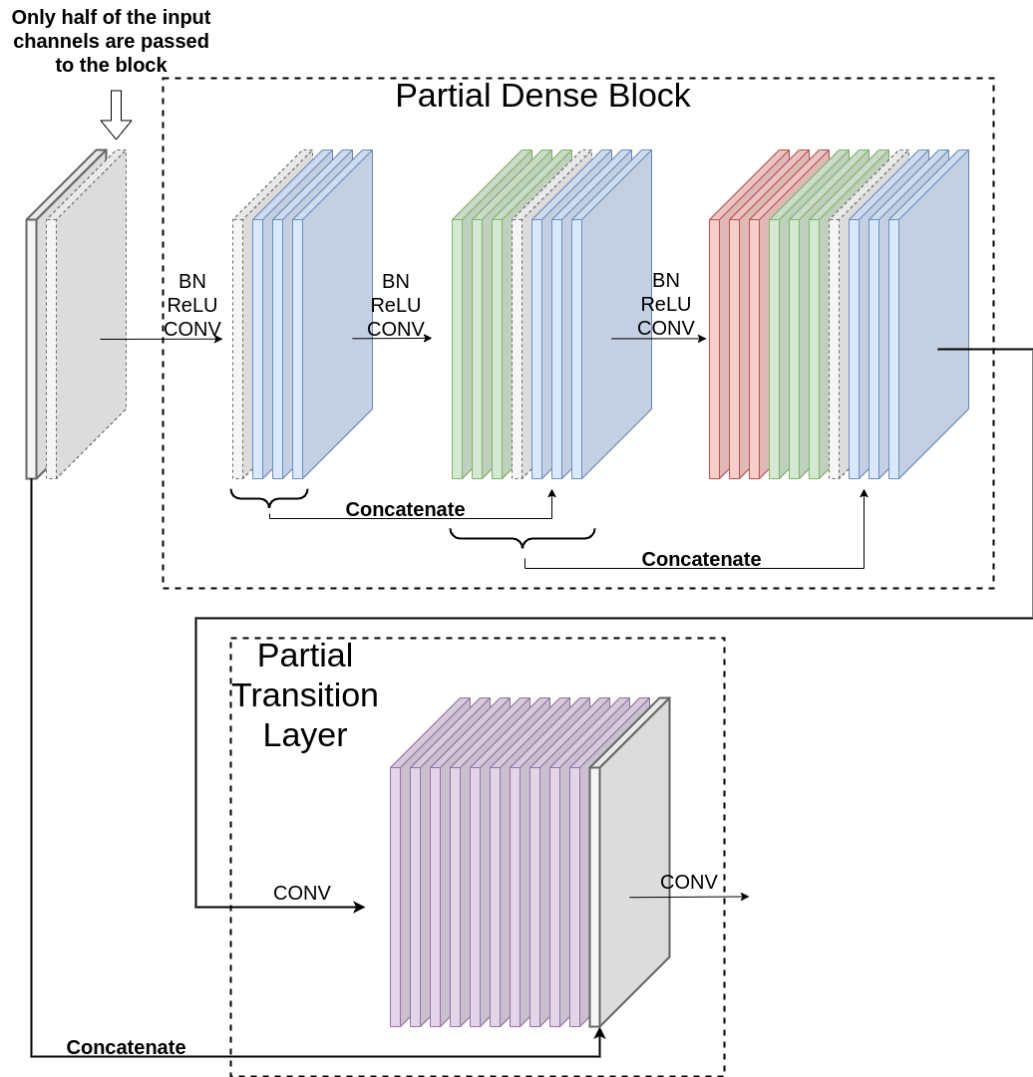 Only half of the input
channels are passed
to the block
Partial Dense Block
BN
ReLU
CONV
BN
ReLU
CONV
BN
ReLU
CONV
Concatenate
Concatenate
Partial
Transition
Layer
CONV
CONV
Concatenate